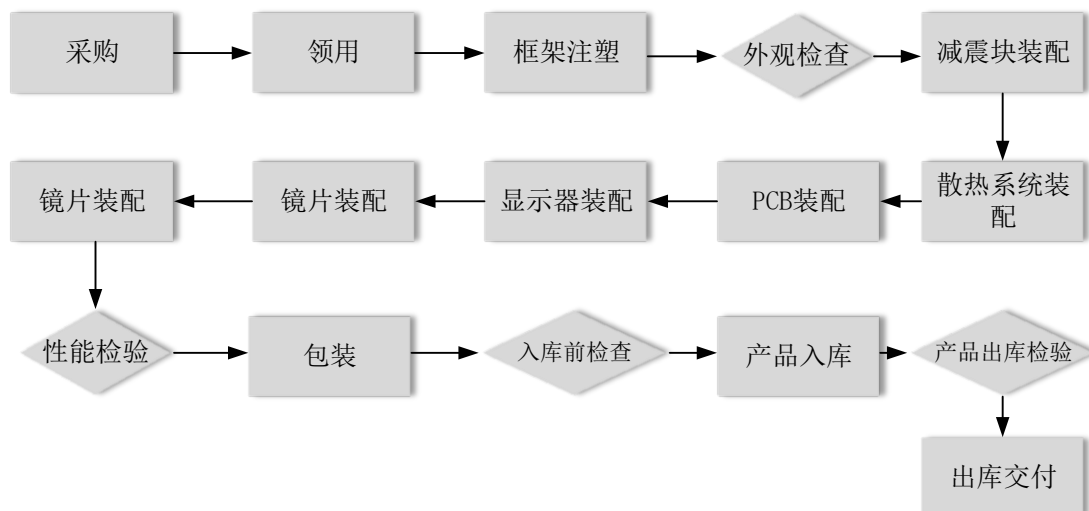 采购
领用
框架注塑
外观检查
减震块装配
散热系统装
配
PCB装配
显示器装配
镜片装配
镜片装配
性能检验
包装
入库前检查
产品入库
产品出库检验
出库交付